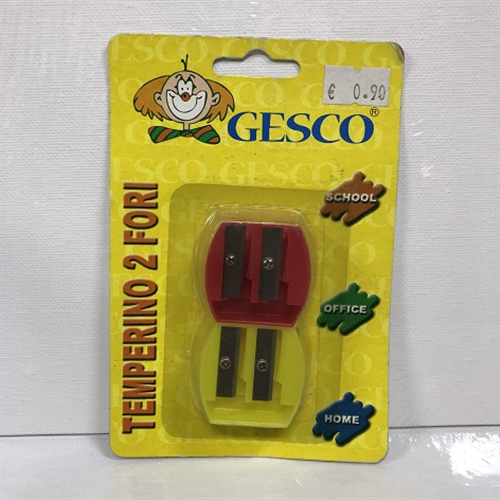 € 0.90
GESCO®
TEMPERINO 2 FORI
SCHOOL
OFFICE
HOME